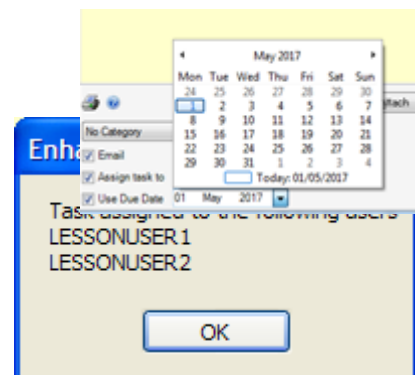 May 2017
Mon Tue Wed Thu Fri Sat Sun
24 25 26 27 28 29 30
1 2 3 4 5 6 7
8 9 10 11 12 13 14
15 16 17 18 19 20 21
22 23 24 25 26 27 28
29 30 31 1 2 3 4
Today: 01/05/2017
No Category
Email
Assign task to
Use Due Date 01 May 2017
Enha
Task assigned to the following users
LESSONUSER1
LESSONUSER2
OK